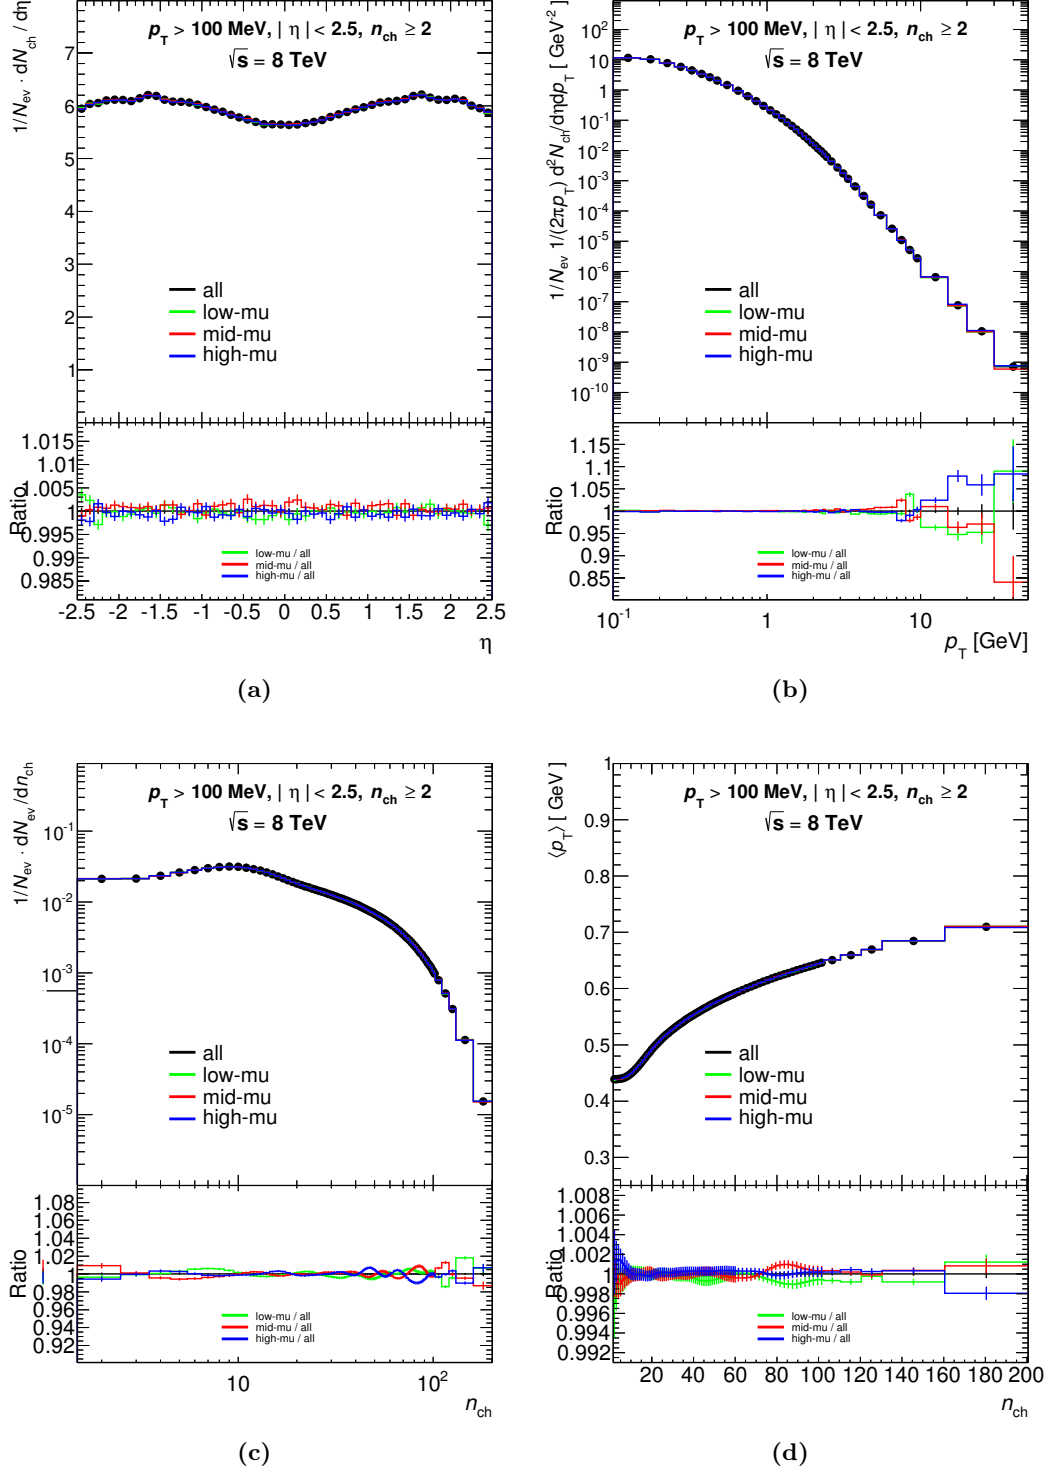 1/N_ev · dN_ch / dη
p_T > 100 MeV, | η | < 2.5, n_ch ≥ 2
√s = 8 TeV
7
6
5
4
3
2
1
all
low-mu
mid-mu
high-mu
Ratio
1.015
1.01
1.005
1
0.995
0.99
0.985
low-mu / all
mid-mu / all
high-mu / all
-2.5 -2 -1.5 -1 -0.5 0 0.5 1 1.5 2 2.5
η
(a)
1/N_ev 1/(2πp_T) d²N_ch/dηdp_T [ GeV⁻² ]
p_T > 100 MeV, | η | < 2.5, n_ch ≥ 2
√s = 8 TeV
10³
10²
10
1
10⁻¹
10⁻²
10⁻³
10⁻⁴
10⁻⁵
10⁻⁶
10⁻⁷
10⁻⁸
10⁻⁹
10⁻¹⁰
all
low-mu
mid-mu
high-mu
Ratio
1.15
1.1
1.05
1
0.95
0.9
0.85
low-mu / all
mid-mu / all
high-mu / all
10⁻¹ 1 10
p_T [GeV]
(b)
1/N_ev · dN_ev/dn_ch
p_T > 100 MeV, | η | < 2.5, n_ch ≥ 2
√s = 8 TeV
10⁻¹
10⁻²
10⁻³
10⁻⁴
10⁻⁵
all
low-mu
mid-mu
high-mu
Ratio
1.08
1.06
1.04
1.02
1
0.98
0.96
0.94
0.92
low-mu / all
mid-mu / all
high-mu / all
10 10²
n_ch
(c)
⟨p_T⟩ [ GeV ]
p_T > 100 MeV, | η | < 2.5, n_ch ≥ 2
√s = 8 TeV
1
0.9
0.8
0.7
0.6
0.5
0.4
0.3
all
low-mu
mid-mu
high-mu
Ratio
1.008
1.006
1.004
1.002
1
0.998
0.996
0.994
0.992
low-mu / all
mid-mu / all
high-mu / all
20 40 60 80 100 120 140 160 180 200
n_ch
(d)